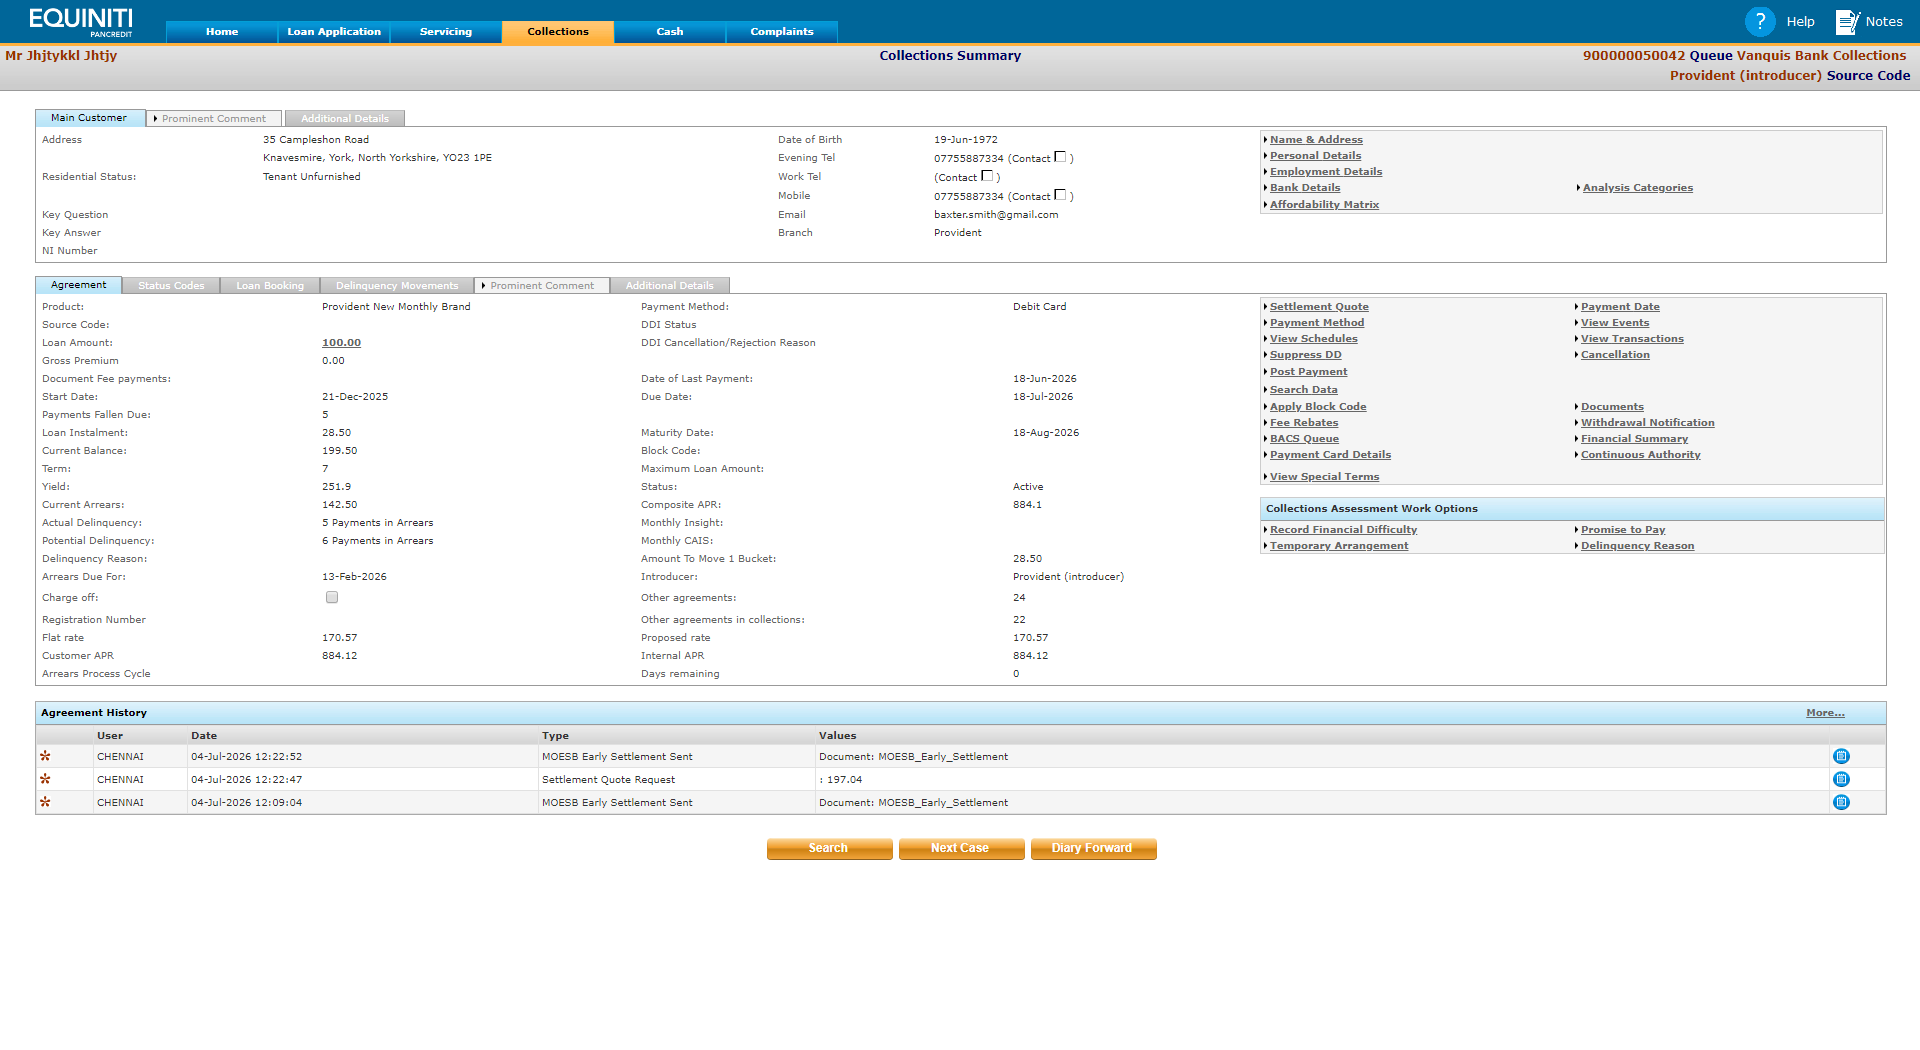 EQUINITI
PANCREDIT
Home Loan Application Servicing Collections Cash Complaints
? Help Notes
Mr Jhjtykkl Jhtjy Collections Summary 900000050042 Queue Vanquis Bank Collections
Provident (introducer) Source Code
Main Customer Prominent Comment Additional Details
Address 35 Campleshon Road Date of Birth 19-Jun-1972 Name & Address
Knavesmire, York, North Yorkshire, YO23 1PE Evening Tel 07755887334 (Contact ) Personal Details
Residential Status: Tenant Unfurnished Work Tel (Contact ) Employment Details
Bank Details Analysis Categories
Mobile 07755887334 (Contact ) Affordability Matrix
Key Question Email baxter.smith@gmail.com
Key Answer Branch Provident
NI Number
Agreement Status Codes Loan Booking Delinquency Movements Prominent Comment Additional Details
Product: Provident New Monthly Brand Payment Method: Debit Card Settlement Quote Payment Date
Source Code: DDI Status Payment Method View Events
Loan Amount: 100.00 DDI Cancellation/Rejection Reason View Schedules View Transactions
Gross Premium 0.00 Suppress DD Cancellation
Document Fee payments: Date of Last Payment: 18-Jun-2026 Post Payment
Start Date: 21-Dec-2025 Due Date: 18-Jul-2026 Search Data
Payments Fallen Due: 5 Apply Block Code Documents
Loan Instalment: 28.50 Maturity Date: 18-Aug-2026 Fee Rebates Withdrawal Notification
Current Balance: 199.50 Block Code: BACS Queue Financial Summary
Term: 7 Maximum Loan Amount: Payment Card Details Continuous Authority
Yield: 251.9 Status: Active View Special Terms
Current Arrears: 142.50 Composite APR: 884.1 Collections Assessment Work Options
Actual Delinquency: 5 Payments in Arrears Monthly Insight: Record Financial Difficulty Promise to Pay
Potential Delinquency: 6 Payments in Arrears Monthly CAIS: Temporary Arrangement Delinquency Reason
Delinquency Reason: Amount To Move 1 Bucket: 28.50
Arrears Due For: 13-Feb-2026 Introducer: Provident (introducer)
Charge off: Other agreements: 24
Registration Number Other agreements in collections: 22
Flat rate 170.57 Proposed rate 170.57
Customer APR 884.12 Internal APR 884.12
Arrears Process Cycle Days remaining 0
Agreement History More...
User Date Type Values
CHENNAI 04-Jul-2026 12:22:52 MOESB Early Settlement Sent Document: MOESB_Early_Settlement
CHENNAI 04-Jul-2026 12:22:47 Settlement Quote Request : 197.04
CHENNAI 04-Jul-2026 12:09:04 MOESB Early Settlement Sent Document: MOESB_Early_Settlement
Search Next Case Diary Forward